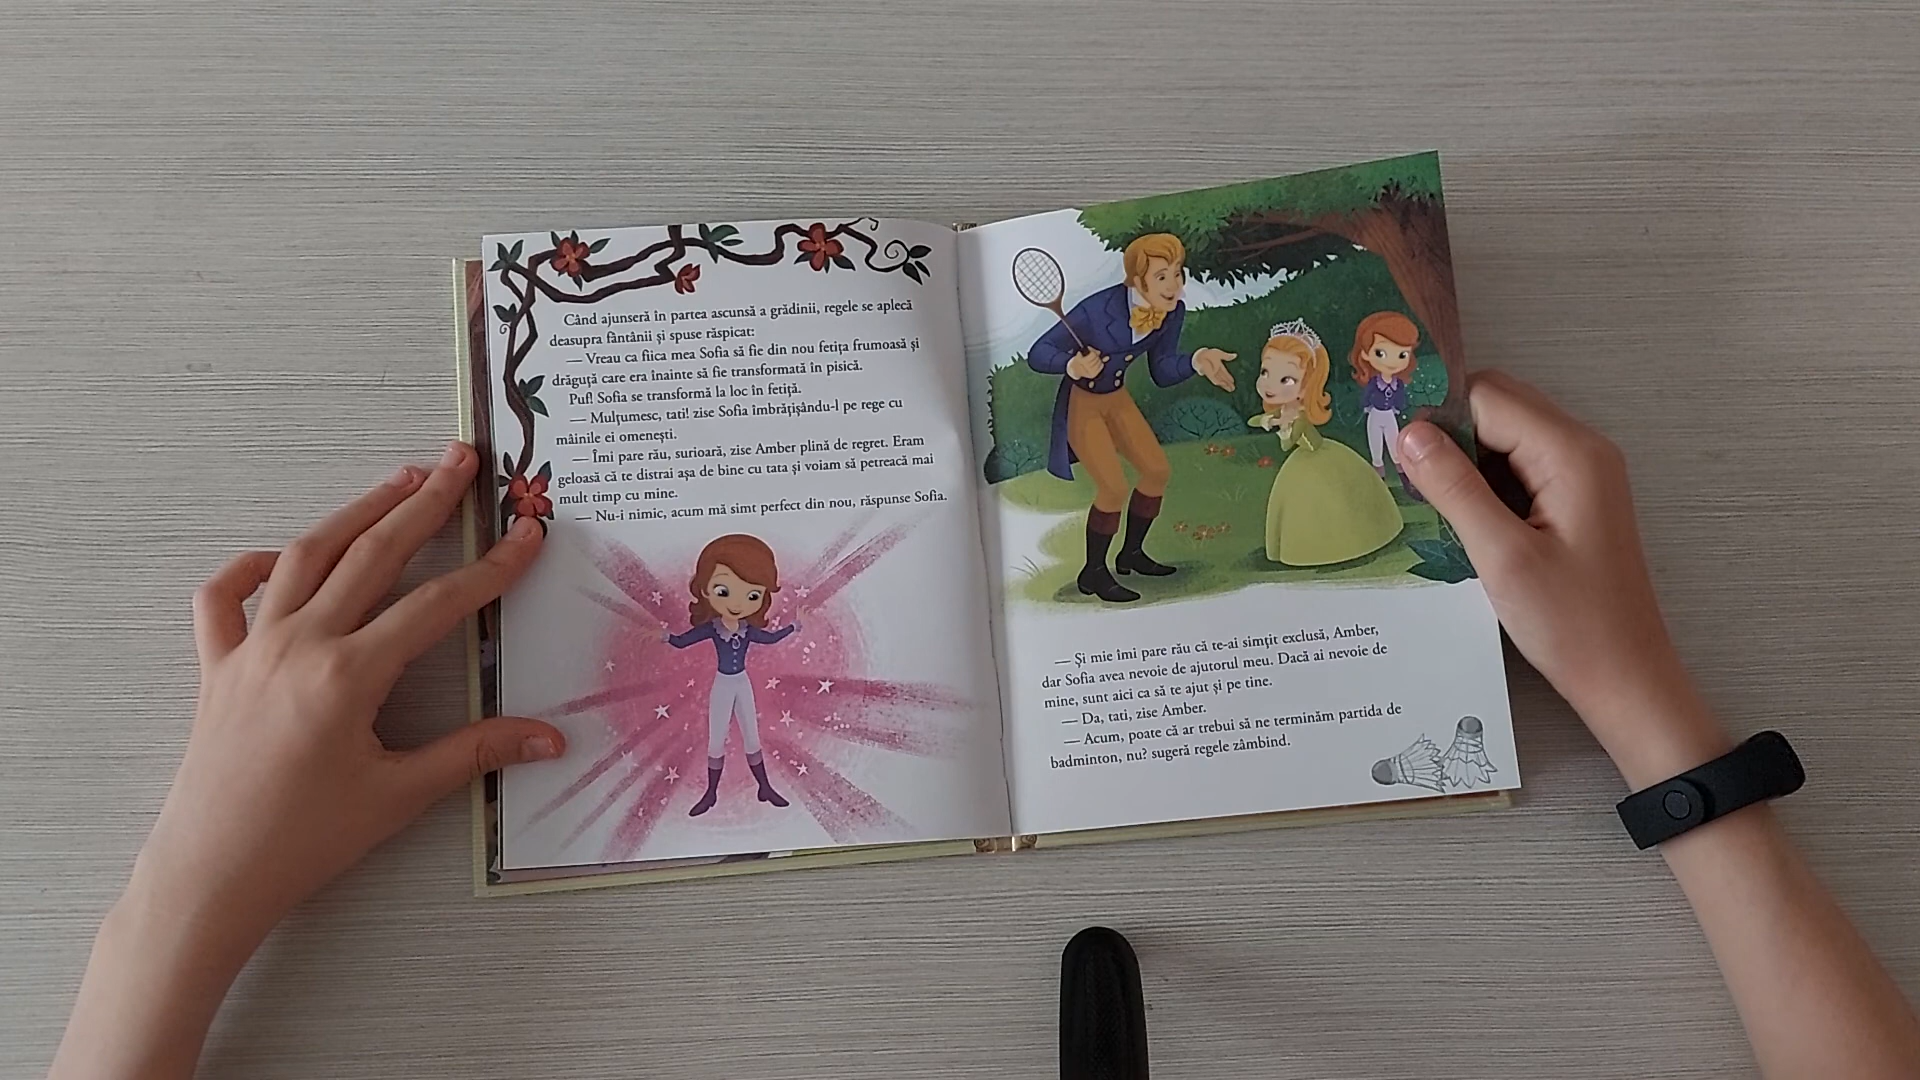 Când ajunseră în partea ascunsă a grădinii, regele se aplecă
deasupra fântânii și spuse răspicat:
— Vreau ca fiica mea Sofia să fie din nou fetița frumoasă și
drăguță care era înainte să fie transformată în pisică.
Puf! Sofia se transformă la loc în fetiță.
— Mulțumesc, tati! zise Sofia îmbrățișându-l pe rege cu
mâinile ei omenești.
— Îmi pare rău, surioară, zise Amber plină de regret. Eram
geloasă că te distrai așa de bine cu tata și voiam să petreacă mai
mult timp cu mine.
— Nu-i nimic, acum mă simt perfect din nou, răspunse Sofia.
— Și mie îmi pare rău că te-ai simțit exclusă, Amber,
dar Sofia avea nevoie de ajutorul meu. Dacă ai nevoie de
mine, sunt aici ca să te ajut și pe tine.
— Da, tati, zise Amber.
— Acum, poate că ar trebui să ne terminăm partida de
badminton, nu? sugeră regele zâmbind.